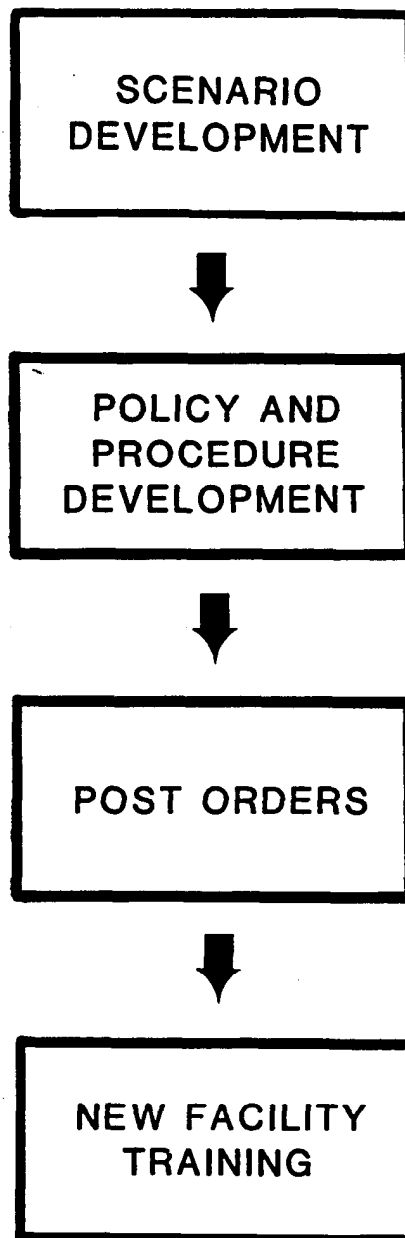 SCENARIO
DEVELOPMENT
POLICY AND
PROCEDURE
DEVELOPMENT
POST ORDERS
NEW FACILITY
TRAINING